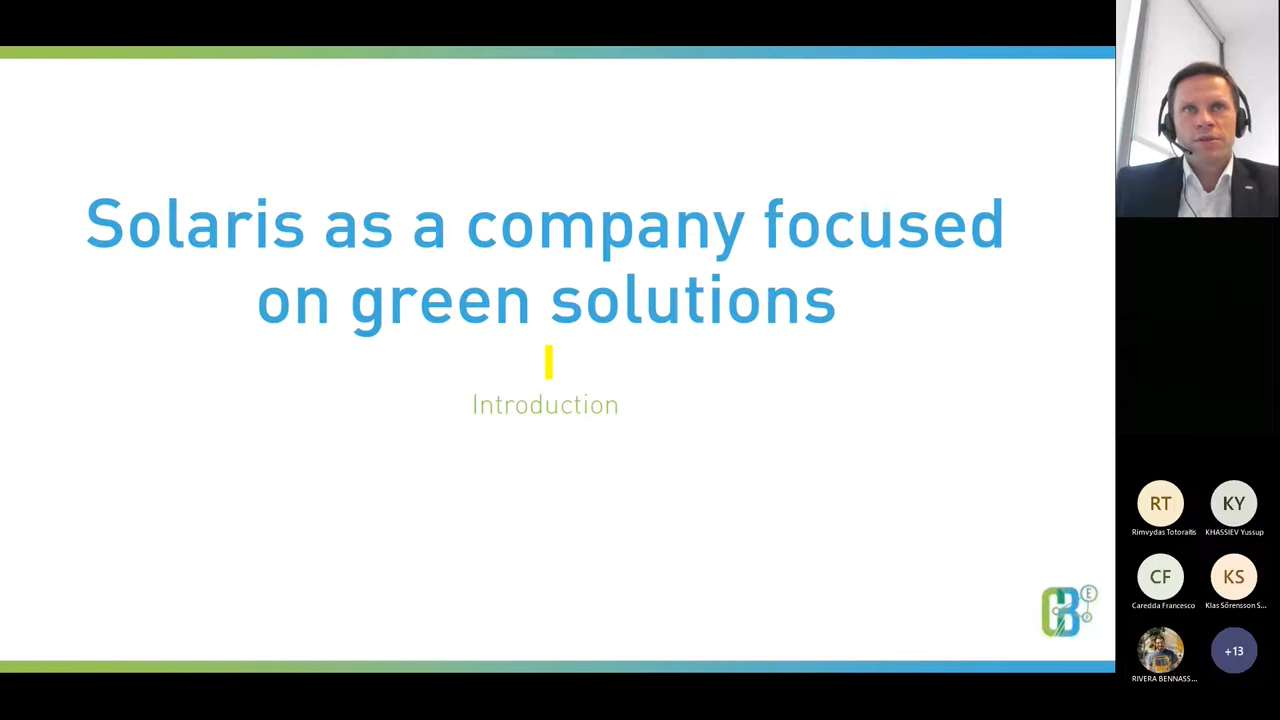 Solaris as a company focused
on green solutions
Introduction
RT
KY
Rimvydas Totoraitis
KHASSIEV Yussup
CF
KS
Caredda Francesco
Klas Sörensson S...
+13
RIVERA BENNASS...
CB
E